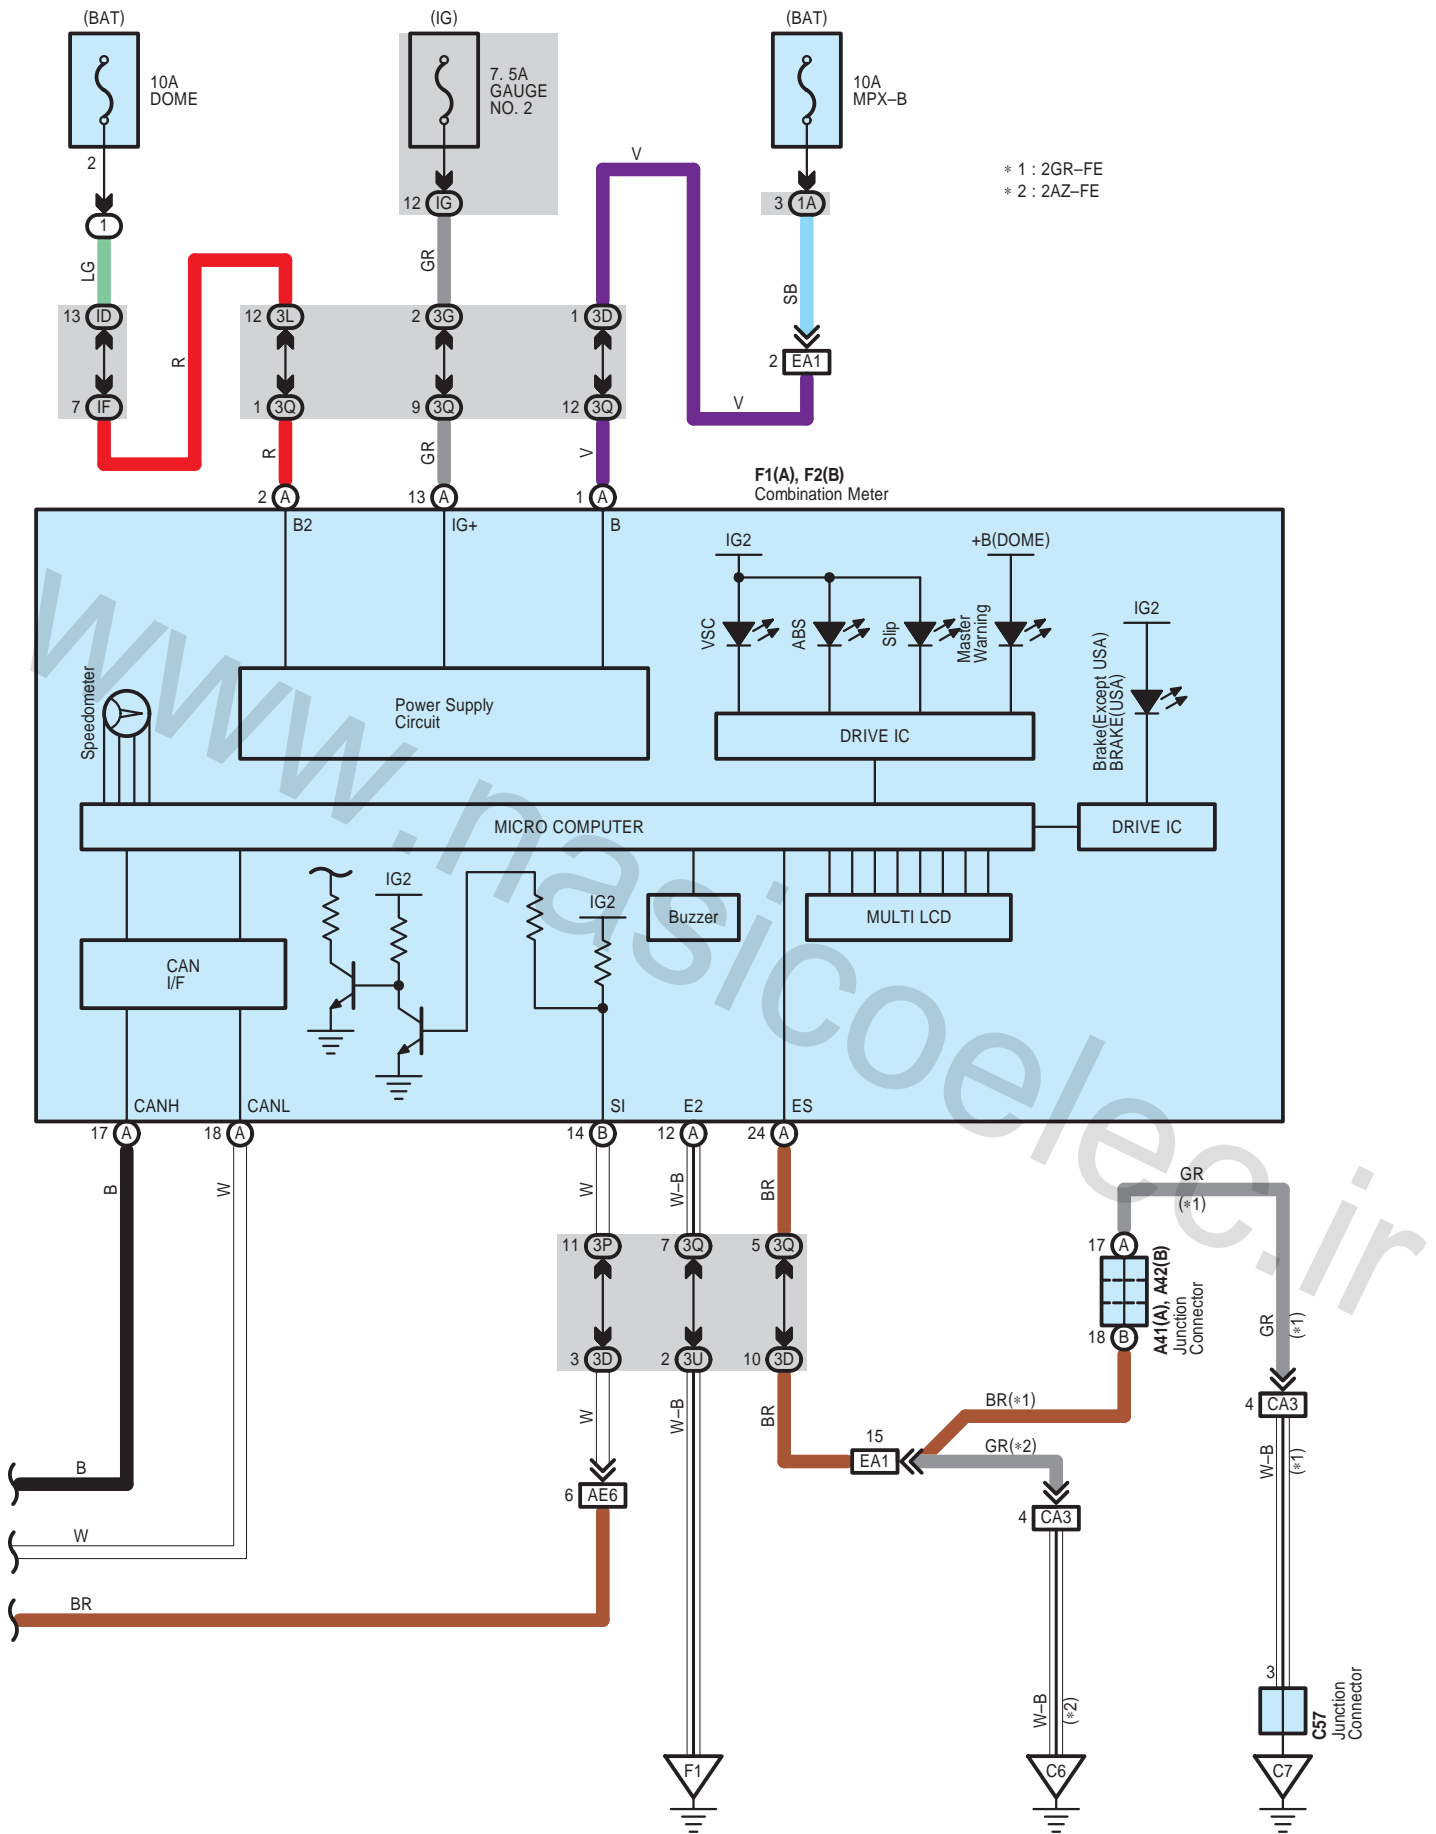 (BAT)
(IG)
(BAT)
10A
DOME
7. 5A
GAUGE
NO. 2
10A
MPX–B
∗ 1 : 2GR–FE
∗ 2 : 2AZ–FE
2
1
12 IG
3 1A
V
LG
GR
SB
R
13 ID
12 3L
2 3G
1 3D
2 EA1
7 IF
1 3Q
9 3Q
12 3Q
V
R
GR
V
F1(A), F2(B)
Combination Meter
2 A
13 A
1 A
B2
IG+
B
IG2
+B(DOME)
IG2
VSC
ABS
Slip
Master
Warning
Brake(Except USA)
BRAKE(USA)
Speedometer
Power Supply
Circuit
DRIVE IC
MICRO COMPUTER
DRIVE IC
IG2
IG2
Buzzer
MULTI LCD
CAN
I/F
CANH
CANL
SI
E2
ES
17 A
18 A
14 B
12 A
24 A
B
W
W
W–B
BR
GR
(∗1)
11 3P
7 3Q
5 3Q
17 A
A41(A), A42(B)
Junction
Connector
GR
(∗1)
18 B
3 3D
2 3U
10 3D
W
W–B
BR
BR(∗1)
4 CA3
15
EA1
GR(∗2)
W–B
(∗1)
B
6 AE6
4 CA3
W
BR
W–B
(∗2)
3
C57
Junction
Connector
F1
C6
C7
www.nasicoelec.ir